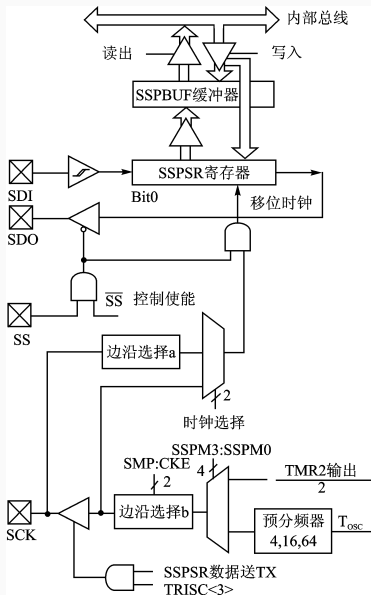 内部总线
读出
写入
SSPBUF缓冲器
SSPSR寄存器
SDI
Bit0
移位时钟
SDO
SS 控制使能
SS
边沿选择a
2
时钟选择
SSPM3:SSPM0
SMP:CKE
4
TMR2输出
2
2
边沿选择b
预分频器
4,16,64
TOSC
SCK
SSPSR数据送TX
TRISC<3>